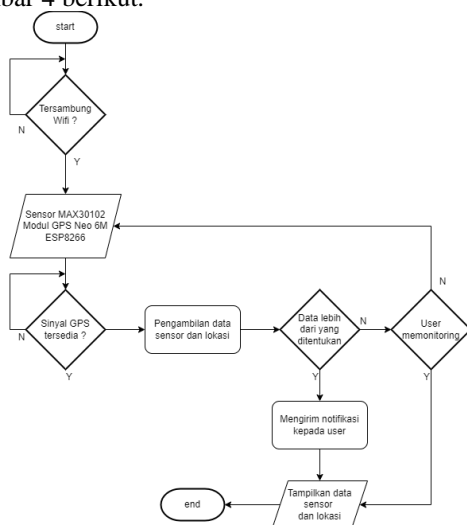 bar 4 berikut.
start
Tersambung
Wifi ?
N
Y
Sensor MAX30102
Modul GPS Neo 6M
ESP8266
Sinyal GPS
tersedia ?
N
Y
Pengambilan data
sensor dan lokasi
Data lebih
dari yang
ditentukan
N
Y
User
memonitoring
N
Y
Mengirim notifikasi
kepada user
Tampilkan data
sensor
dan lokasi
end